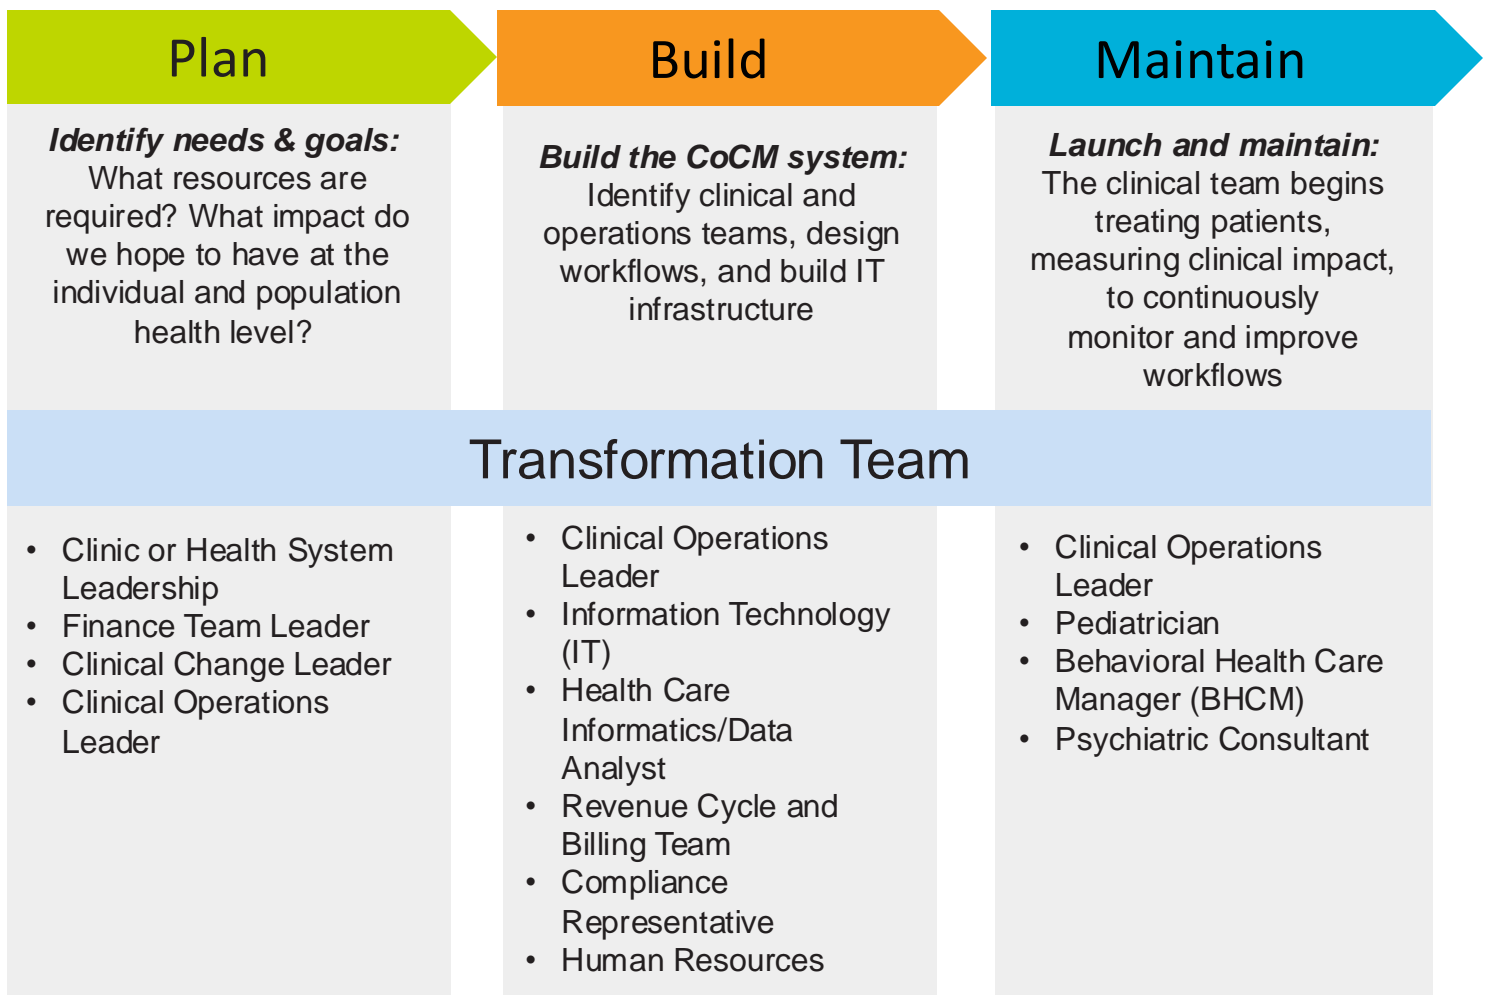 Plan
Identify needs & goals:
What resources are
required? What impact do
we hope to have at the
individual and population
health level?
Build
Build the CoCM system:
Identify clinical and
operations teams, design
workflows, and build IT
infrastructure
Maintain
Launch and maintain:
The clinical team begins
treating patients,
measuring clinical impact,
to continuously
monitor and improve
workflows
Transformation Team
• Clinic or Health System
Leadership
• Finance Team Leader
• Clinical Change Leader
• Clinical Operations
Leader
• Clinical Operations
Leader
• Information Technology
(IT)
• Health Care
Informatics/Data
Analyst
• Revenue Cycle and
Billing Team
• Compliance
Representative
• Human Resources
• Clinical Operations
Leader
• Pediatrician
• Behavioral Health Care
Manager (BHCM)
• Psychiatric Consultant